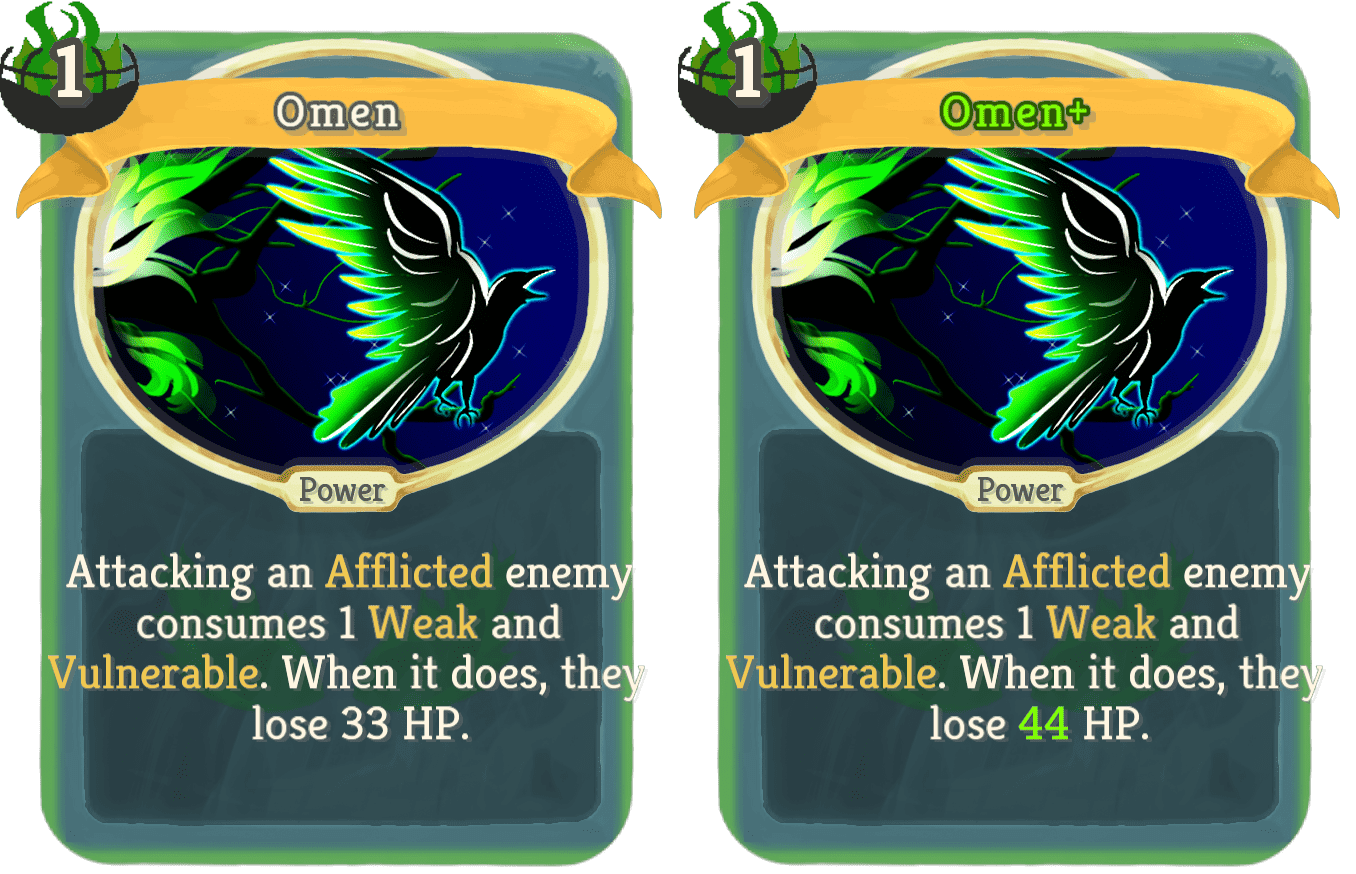 1
Omen
Power
Attacking an Afflicted enemy
consumes 1 Weak and
Vulnerable. When it does, they
lose 33 HP.
1
Omen+
Power
Attacking an Afflicted enemy
consumes 1 Weak and
Vulnerable. When it does, they
lose 44 HP.